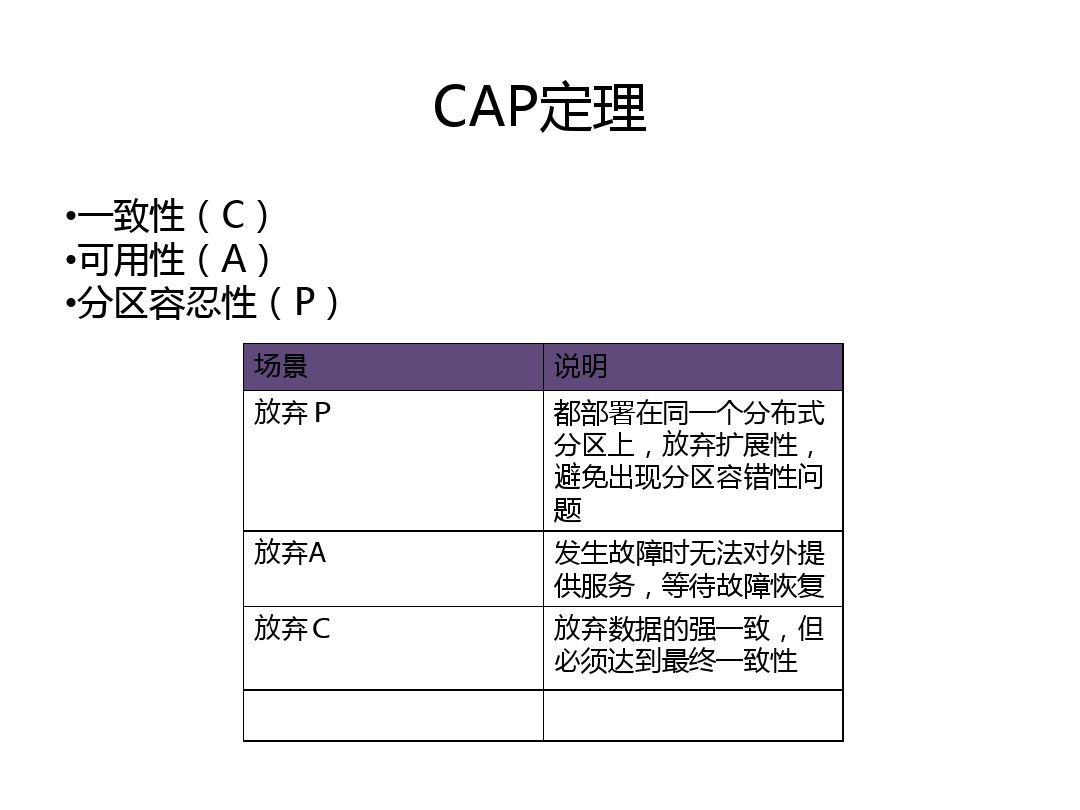 CAP定理
•一致性（C）
•可用性（A）
•分区容忍性（P）
场景
说明
放弃 P
都部署在同一个分布式
分区上，放弃扩展性，
避免出现分区容错性问
题
放弃A
发生故障时无法对外提
供服务，等待故障恢复
放弃 C
放弃数据的强一致，但
必须达到最终一致性